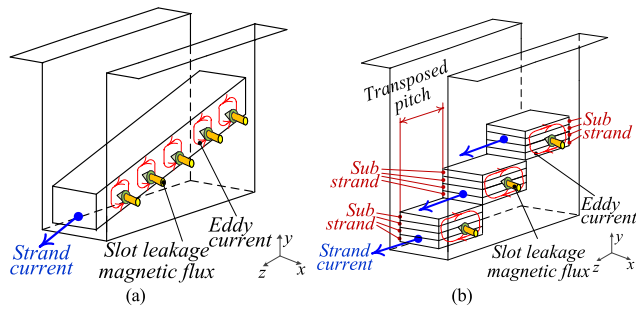 Strand
current
Slot leakage
magnetic flux
Eddy
current
y
z
x
(a)
Transposed
pitch
Sub
strand
Sub
strand
Sub
strand
Strand
current
Eddy
current
Slot leakage
magnetic flux
y
z
x
(b)